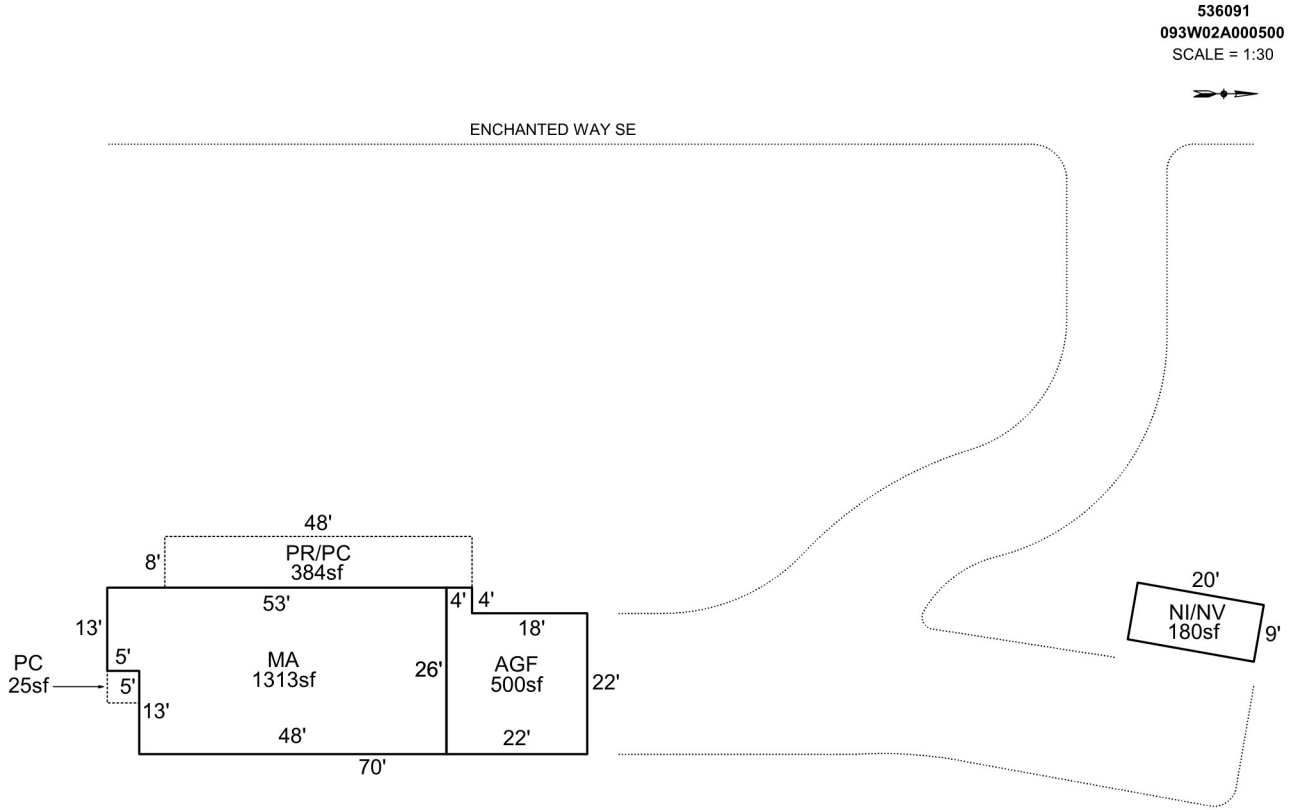 536091
093W02A000500
SCALE = 1:30
ENCHANTED WAY SE
48'
8'
PR/PC
384sf
53'
4'
4'
13'
18'
5'
PC
25sf
5'
MA
1313sf
26'
AGF
500sf
22'
13'
48'
22'
70'
20'
NI/NV
180sf
9'